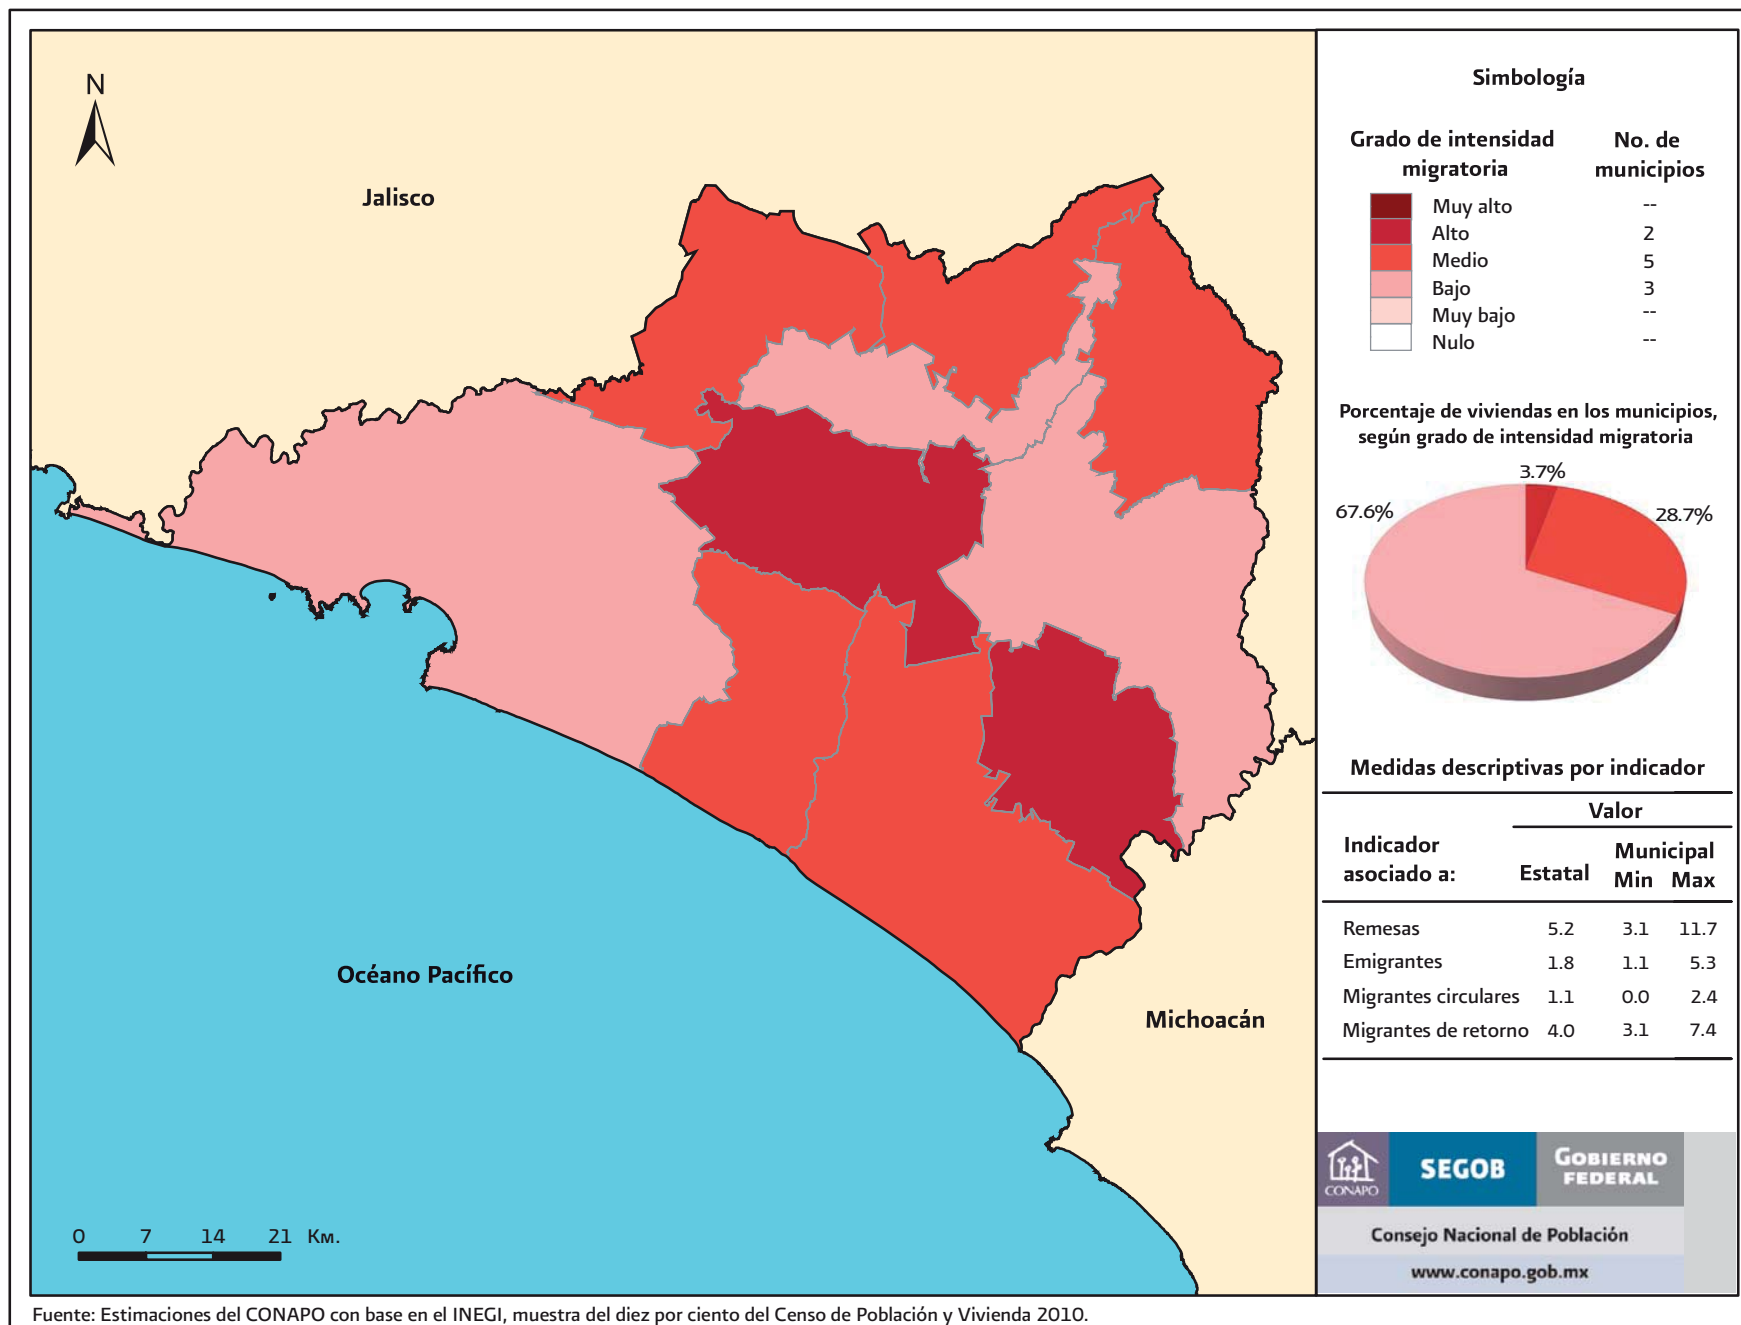 N
Jalisco
Océano Pacífico
Michoacán
0 7 14 21 Km.
Simbología
Grado de intensidad
migratoria
No. de
municipios
Muy alto --
Alto 2
Medio 5
Bajo 3
Muy bajo --
Nulo --
Porcentaje de viviendas en los municipios,
según grado de intensidad migratoria
3.7%
67.6%
28.7%
Medidas descriptivas por indicador
Valor
Indicador
asociado a:
Estatal
Municipal
Min Max
Remesas 5.2 3.1 11.7
Emigrantes 1.8 1.1 5.3
Migrantes circulares 1.1 0.0 2.4
Migrantes de retorno 4.0 3.1 7.4
CONAPO
SEGOB
GOBIERNO
FEDERAL
Consejo Nacional de Población
www.conapo.gob.mx
Fuente: Estimaciones del CONAPO con base en el INEGI, muestra del diez por ciento del Censo de Población y Vivienda 2010.